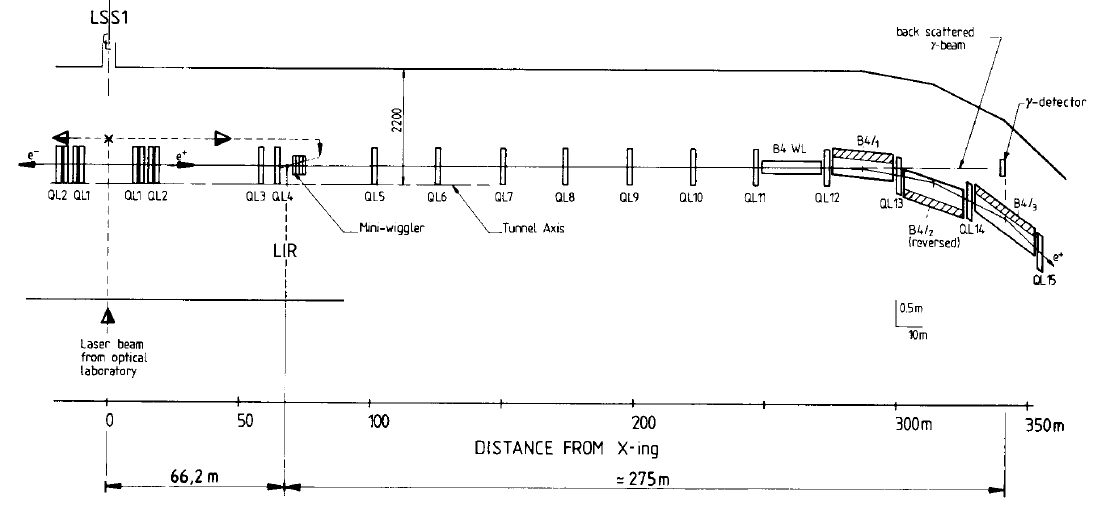 LSS1
back scattered
γ-beam
γ-detector
2200
e⁻
e⁺
B4 WL
B4/1
QL2
QL1
QL1
QL2
QL3
QL4
QL5
QL6
QL7
QL8
QL9
QL10
QL11
QL12
QL13
B4/2
(reversed)
QL14
B4/3
e⁺
QL15
Mini-wiggler
Tunnel Axis
LIR
0.5m
10m
Laser beam
from optical
laboratory
0
50
100
200
300m
350m
DISTANCE FROM X-ing
66,2 m
≃ 275 m